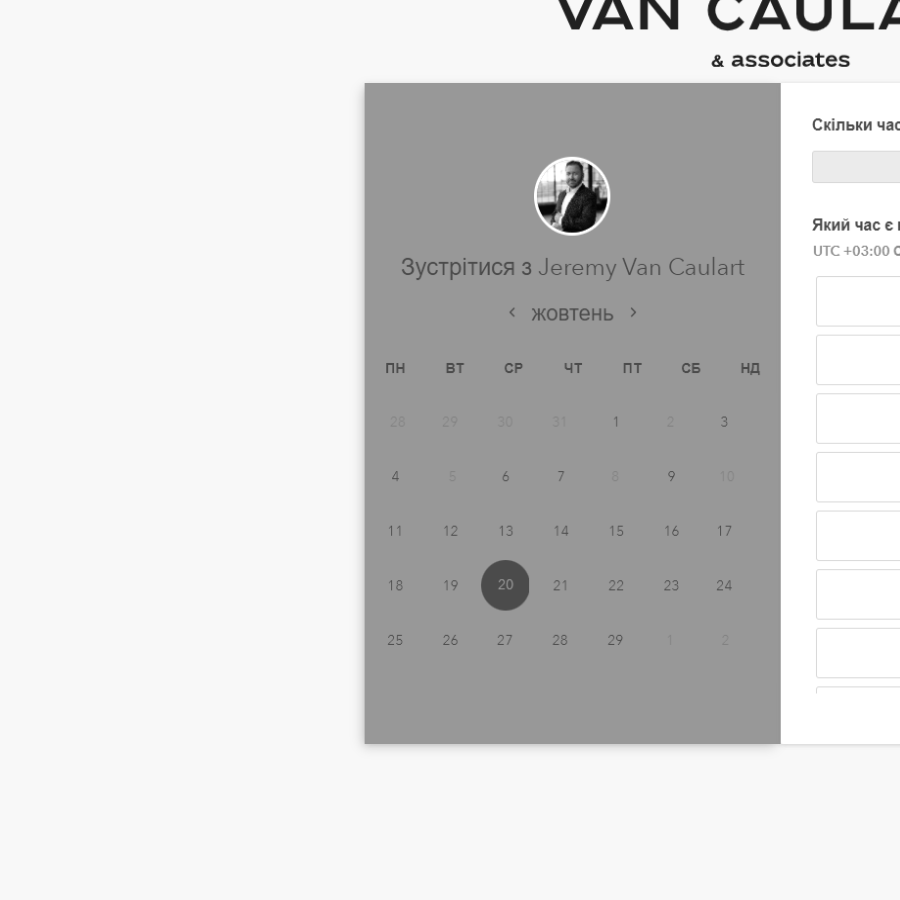 VAN CAULA
& associates
Зустрітися з Jeremy Van Caulart
‹ жовтень ›
ПН ВТ СР ЧТ ПТ СБ НД
28 29 30 31 1 2 3
4 5 6 7 8 9 10
11 12 13 14 15 16 17
18 19 20 21 22 23 24
25 26 27 28 29 1 2
Скільки час
Який час є
UTC +03:00